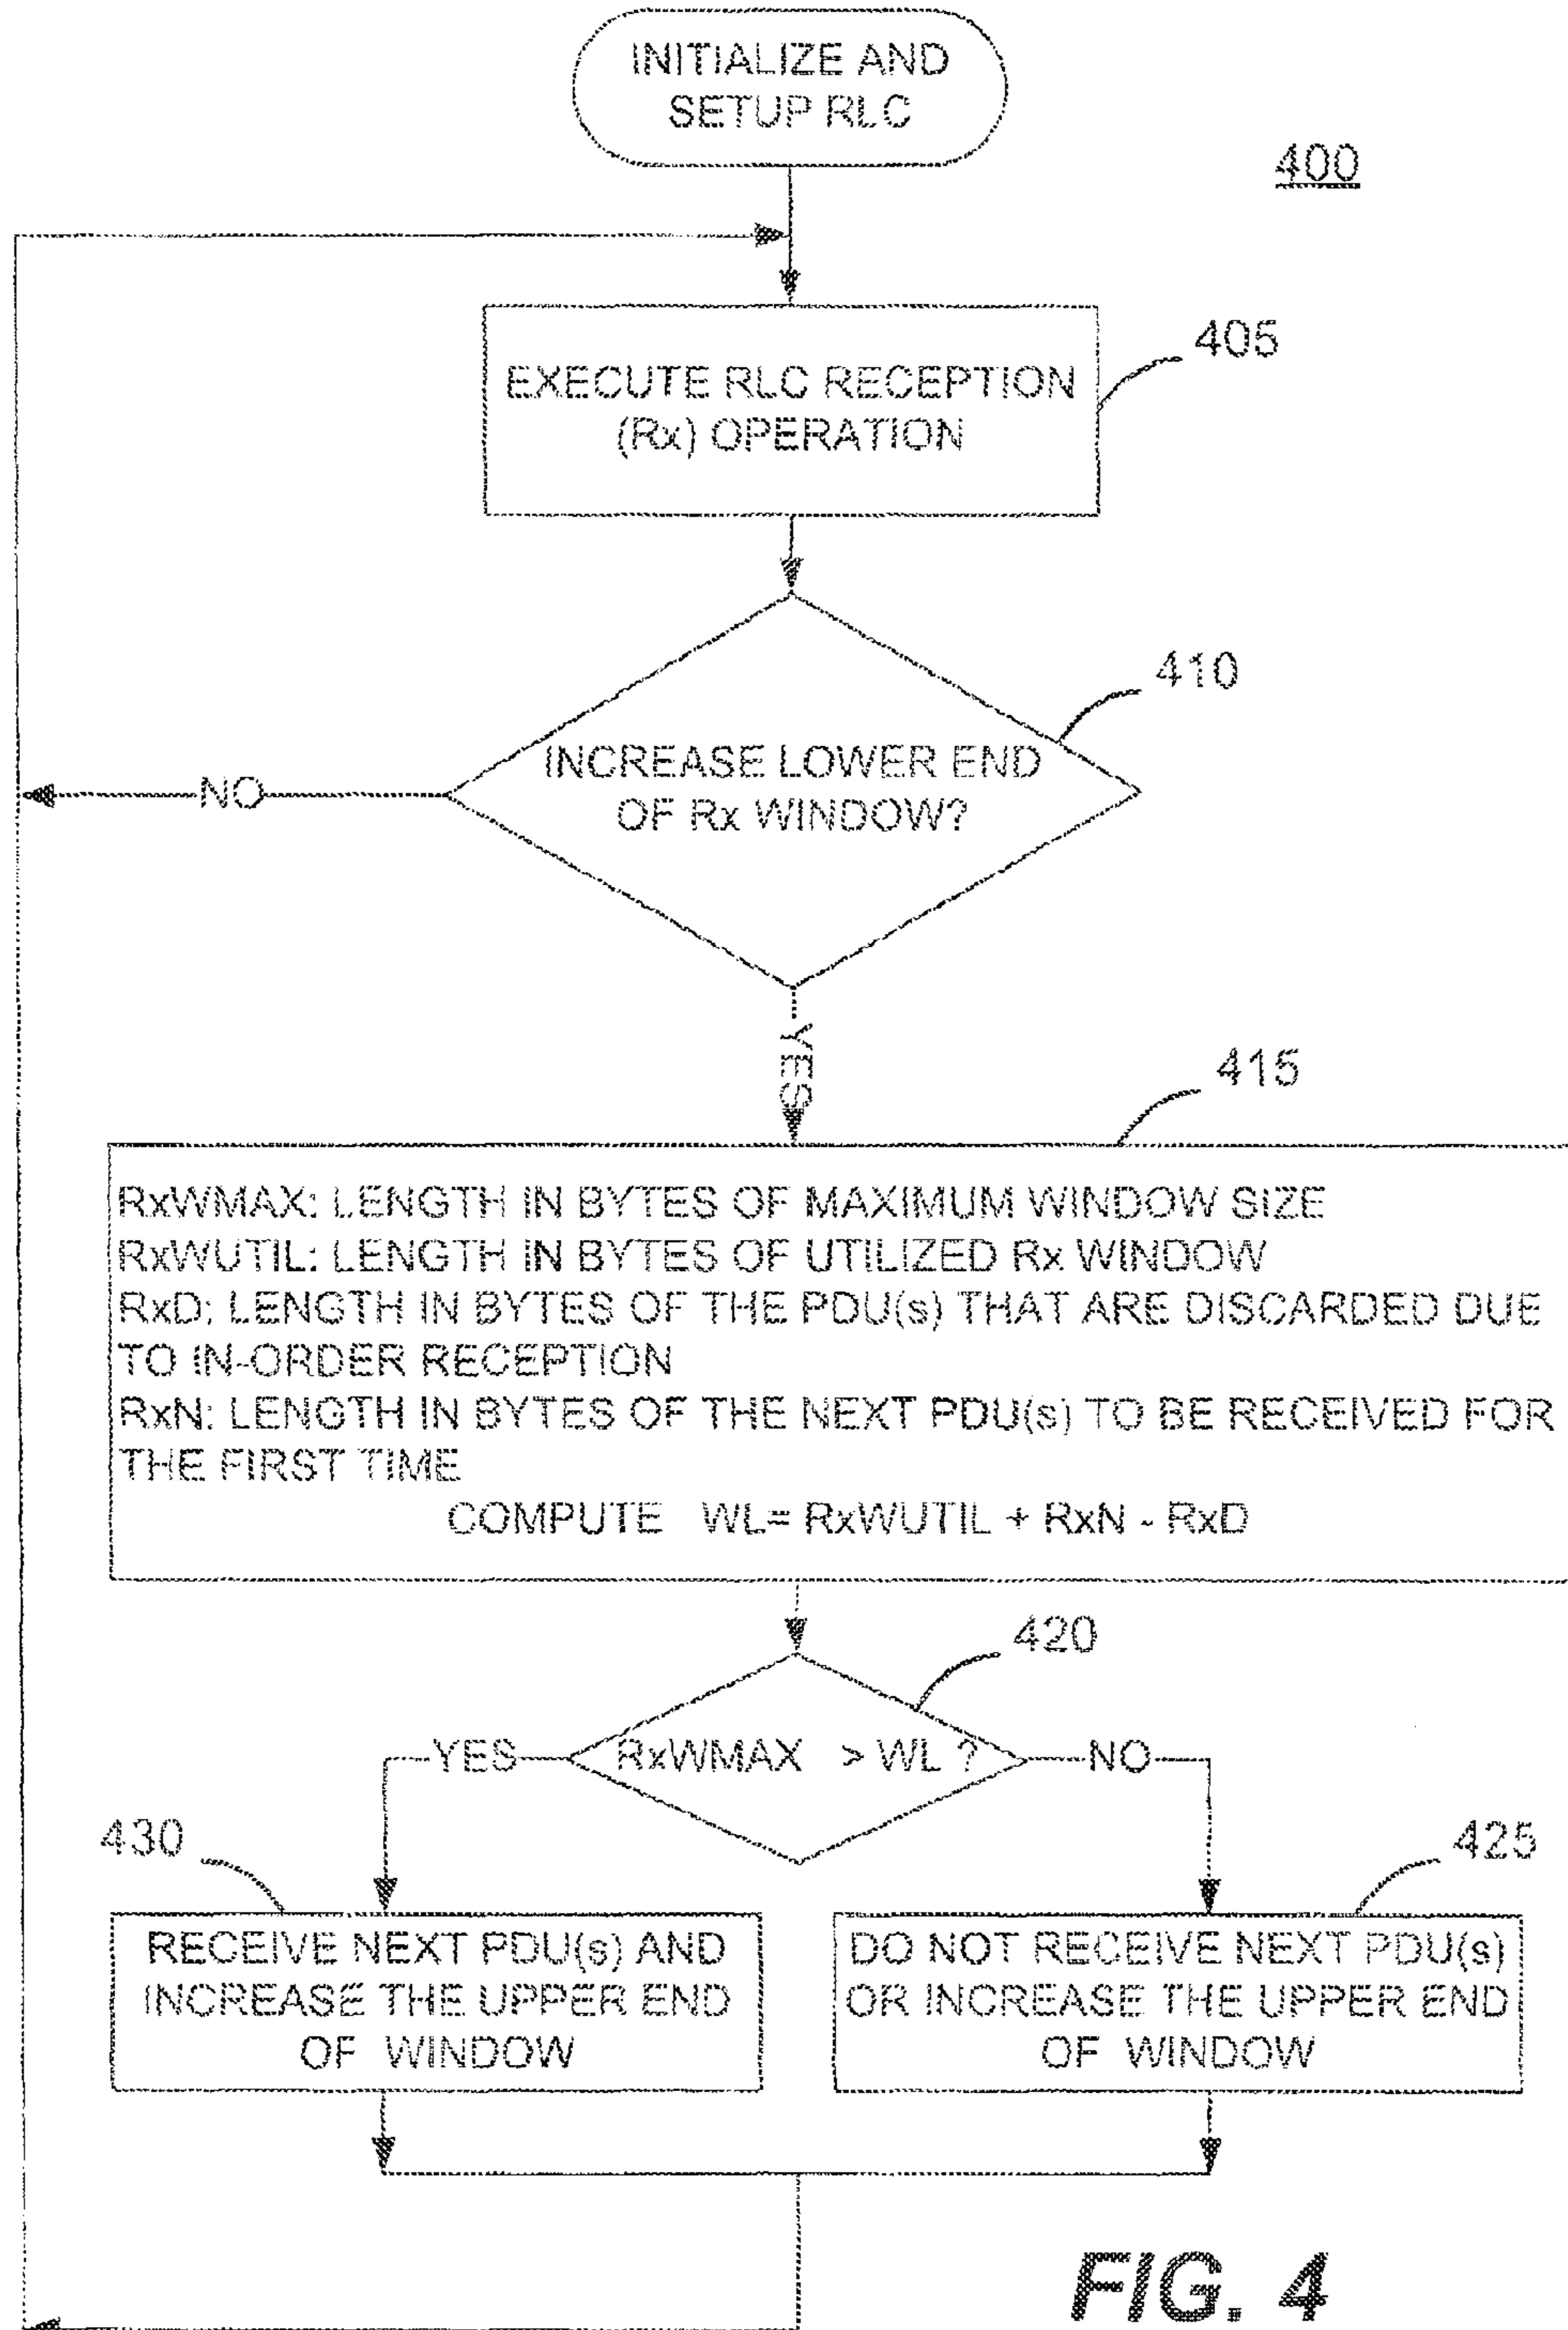 INITIALIZE AND
SETUP RLC
400
EXECUTE RLC RECEPTION
(Rx) OPERATION
405
410
INCREASE LOWER END
OF Rx WINDOW?
NO
YES
415
RxWMAX: LENGTH IN BYTES OF MAXIMUM WINDOW SIZE
RxWUTIL: LENGTH IN BYTES OF UTILIZED Rx WINDOW
RxD: LENGTH IN BYTES OF THE PDU(s) THAT ARE DISCARDED DUE
TO IN-ORDER RECEPTION
RxN: LENGTH IN BYTES OF THE NEXT PDU(s) TO BE RECEIVED FOR
THE FIRST TIME
COMPUTE WL= RxWUTIL + RxN - RxD
420
YES
RxWMAX > WL ?
NO
430
425
RECEIVE NEXT PDU(s) AND
INCREASE THE UPPER END
OF WINDOW
DO NOT RECEIVE NEXT PDU(s)
OR INCREASE THE UPPER END
OF WINDOW
FIG. 4